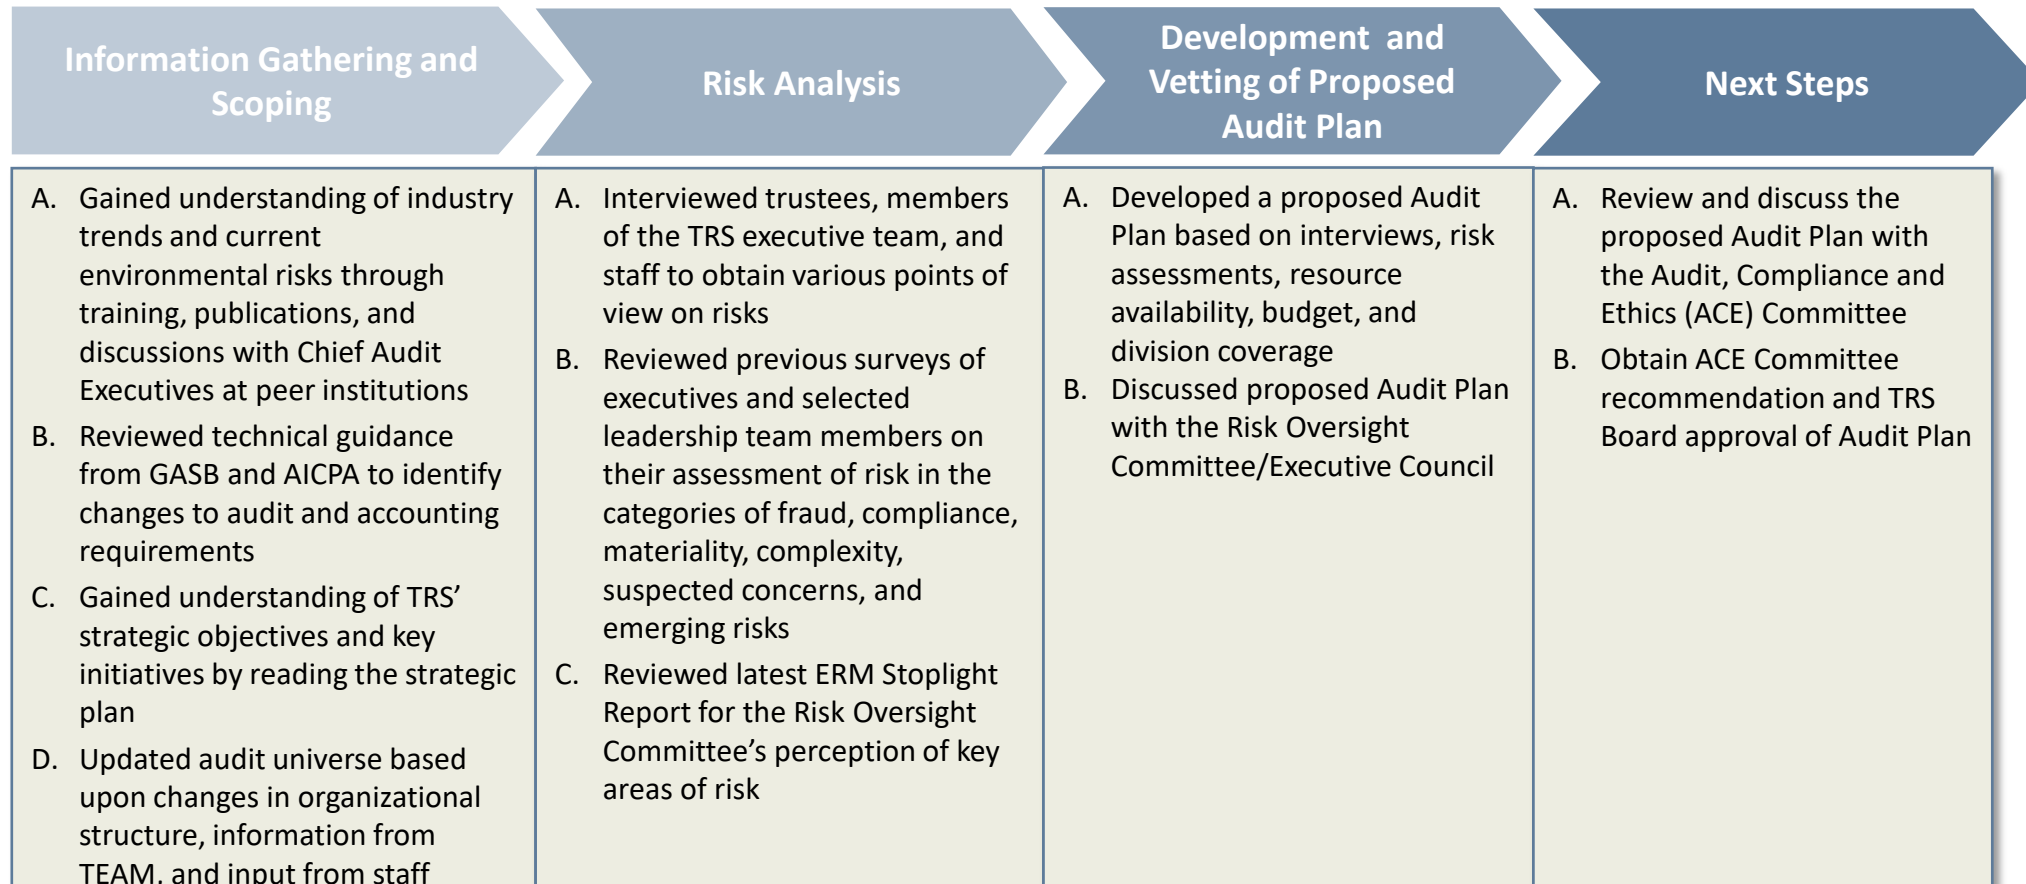 Information Gathering and
Scoping
Risk Analysis
Development and
Vetting of Proposed
Audit Plan
Next Steps
A. Gained understanding of industry
trends and current
environmental risks through
training, publications, and
discussions with Chief Audit
Executives at peer institutions
B. Reviewed technical guidance
from GASB and AICPA to identify
changes to audit and accounting
requirements
C. Gained understanding of TRS’
strategic objectives and key
initiatives by reading the strategic
plan
D. Updated audit universe based
upon changes in organizational
structure, information from
TEAM, and input from staff
A. Interviewed trustees, members
of the TRS executive team, and
staff to obtain various points of
view on risks
B. Reviewed previous surveys of
executives and selected
leadership team members on
their assessment of risk in the
categories of fraud, compliance,
materiality, complexity,
suspected concerns, and
emerging risks
C. Reviewed latest ERM Stoplight
Report for the Risk Oversight
Committee’s perception of key
areas of risk
A. Developed a proposed Audit
Plan based on interviews, risk
assessments, resource
availability, budget, and
division coverage
B. Discussed proposed Audit Plan
with the Risk Oversight
Committee/Executive Council
A. Review and discuss the
proposed Audit Plan with
the Audit, Compliance and
Ethics (ACE) Committee
B. Obtain ACE Committee
recommendation and TRS
Board approval of Audit Plan